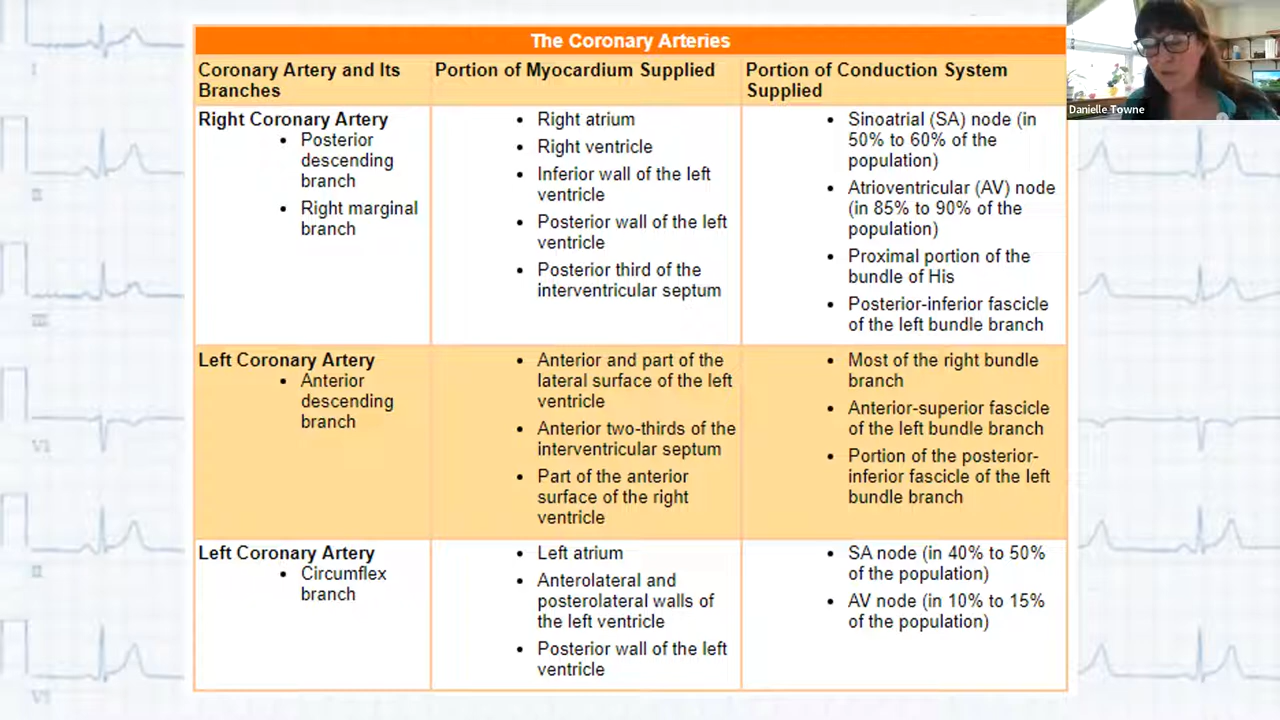 The Coronary Arteries
Coronary Artery and Its
Branches
Portion of Myocardium Supplied
Portion of Conduction System
Supplied
Right Coronary Artery
• Posterior
descending
branch
• Right marginal
branch
• Right atrium
• Right ventricle
• Inferior wall of the left
ventricle
• Posterior wall of the left
ventricle
• Posterior third of the
interventricular septum
• Sinoatrial (SA) node (in
50% to 60% of the
population)
• Atrioventricular (AV) node
(in 85% to 90% of the
population)
• Proximal portion of the
bundle of His
• Posterior-inferior fascicle
of the left bundle branch
Left Coronary Artery
• Anterior
descending
branch
• Anterior and part of the
lateral surface of the left
ventricle
• Anterior two-thirds of the
interventricular septum
• Part of the anterior
surface of the right
ventricle
• Most of the right bundle
branch
• Anterior-superior fascicle
of the left bundle branch
• Portion of the posterior-
inferior fascicle of the left
bundle branch
Left Coronary Artery
• Circumflex
branch
• Left atrium
• Anterolateral and
posterolateral walls of
the left ventricle
• Posterior wall of the left
ventricle
• SA node (in 40% to 50%
of the population)
• AV node (in 10% to 15%
of the population)
Danielle Towne
I
II
III
V1
II